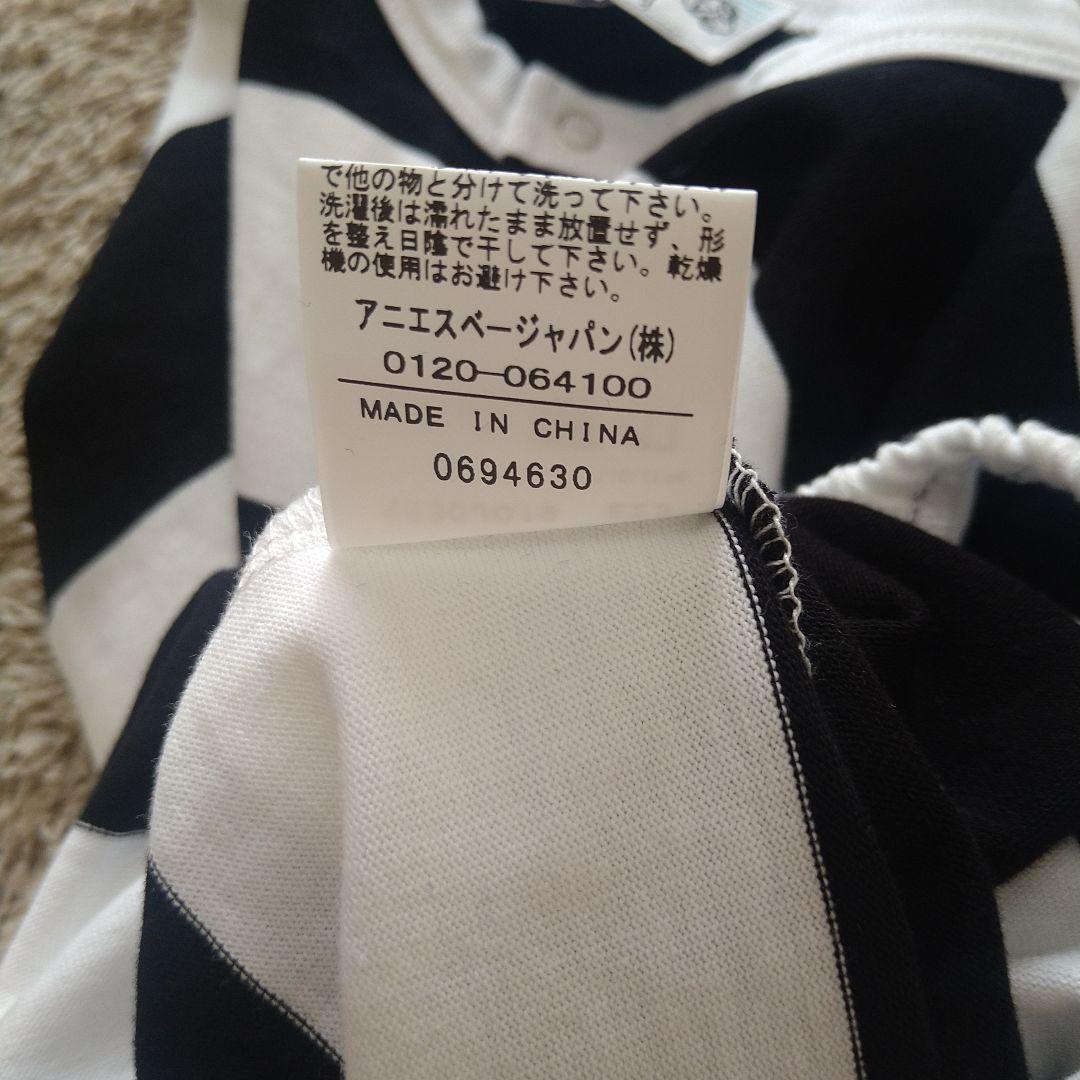 で他の物と分けて洗って下さい。
洗濯後は濡れたまま放置せず、形
を整え日陰で干して下さい。乾燥
機の使用はお避け下さい。
アニエスベージャパン(株)
0120-064100
MADE IN CHINA
0694630